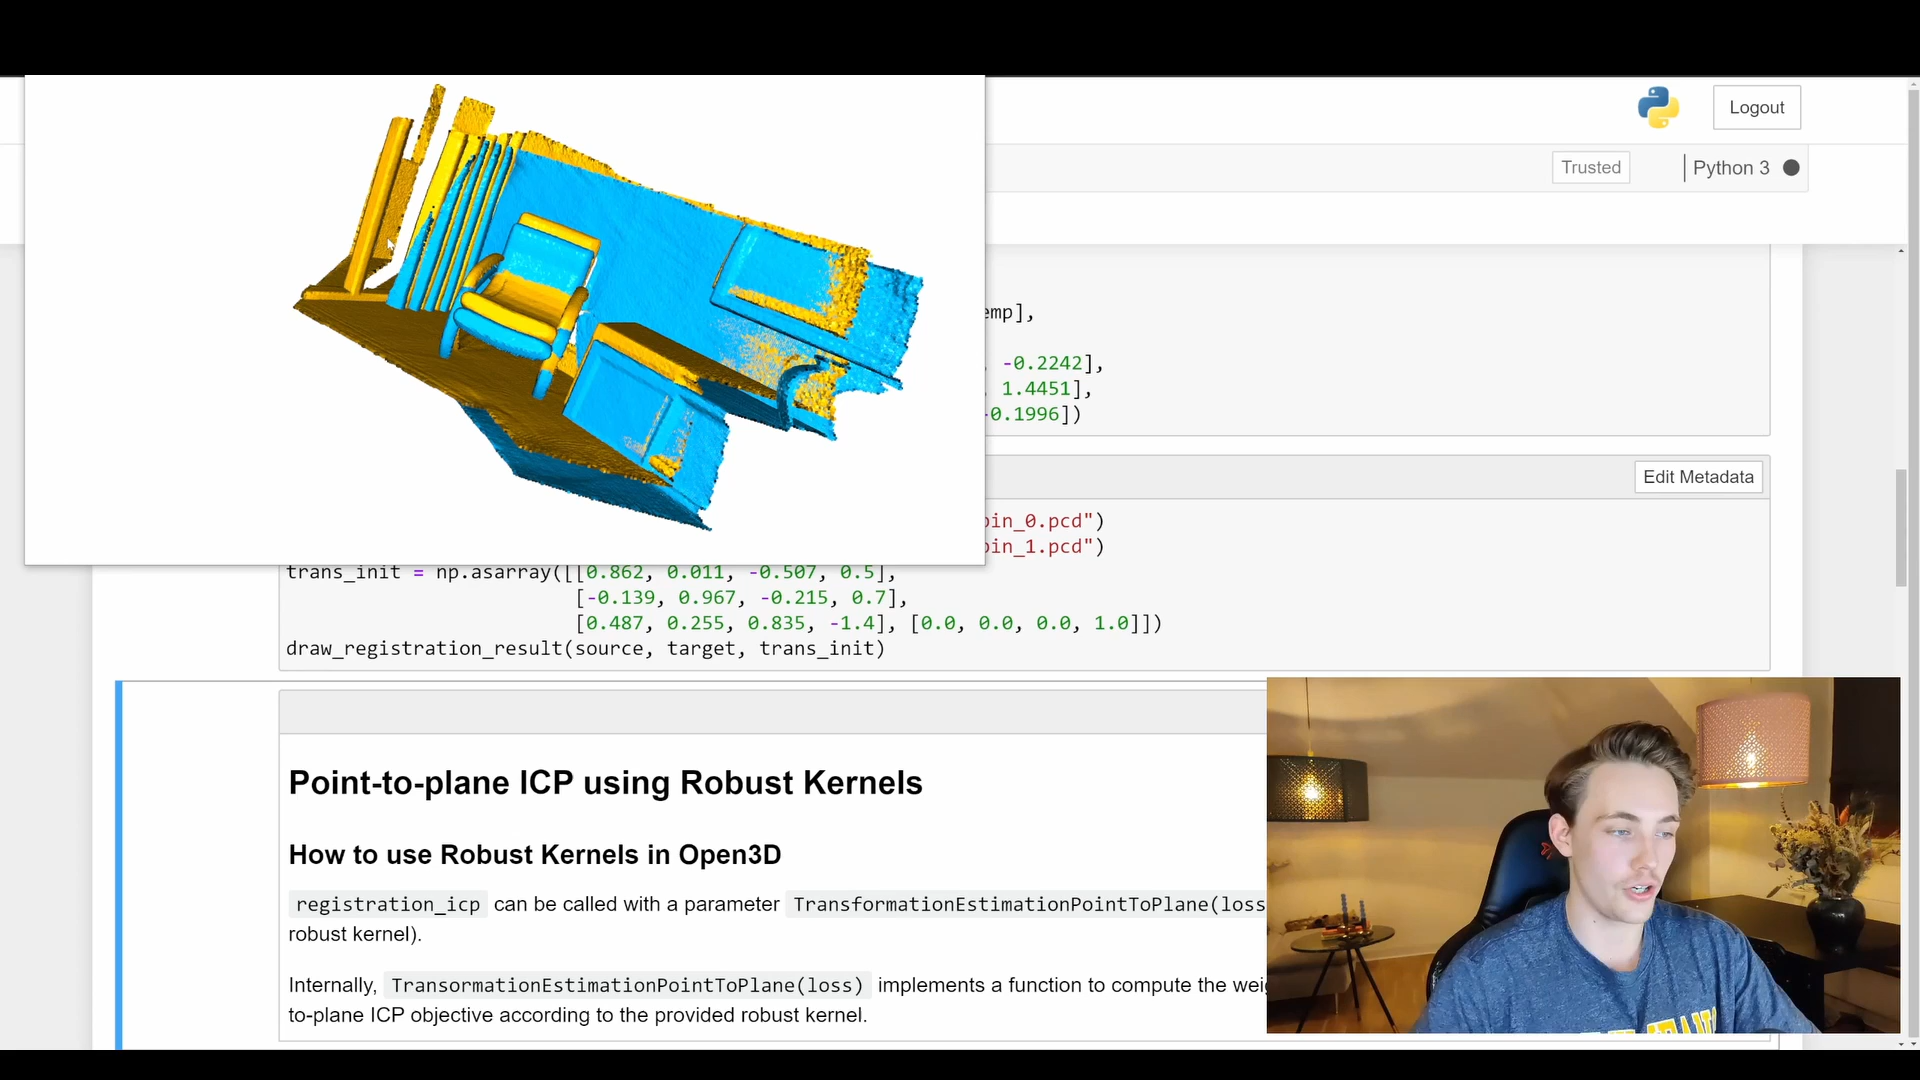 Logout
Trusted
Python 3
emp],
-0.2242],
1.4451],
-0.1996])
Edit Metadata
bin_0.pcd")
bin_1.pcd")
trans_init = np.asarray([[0.862, 0.011, -0.507, 0.5],
[-0.139, 0.967, -0.215, 0.7],
[0.487, 0.255, 0.835, -1.4], [0.0, 0.0, 0.0, 1.0]])
draw_registration_result(source, target, trans_init)
Point-to-plane ICP using Robust Kernels
How to use Robust Kernels in Open3D
registration_icp can be called with a parameter TransformationEstimationPointToPlane(loss
robust kernel).
Internally, TransormationEstimationPointToPlane(loss) implements a function to compute the wei
to-plane ICP objective according to the provided robust kernel.